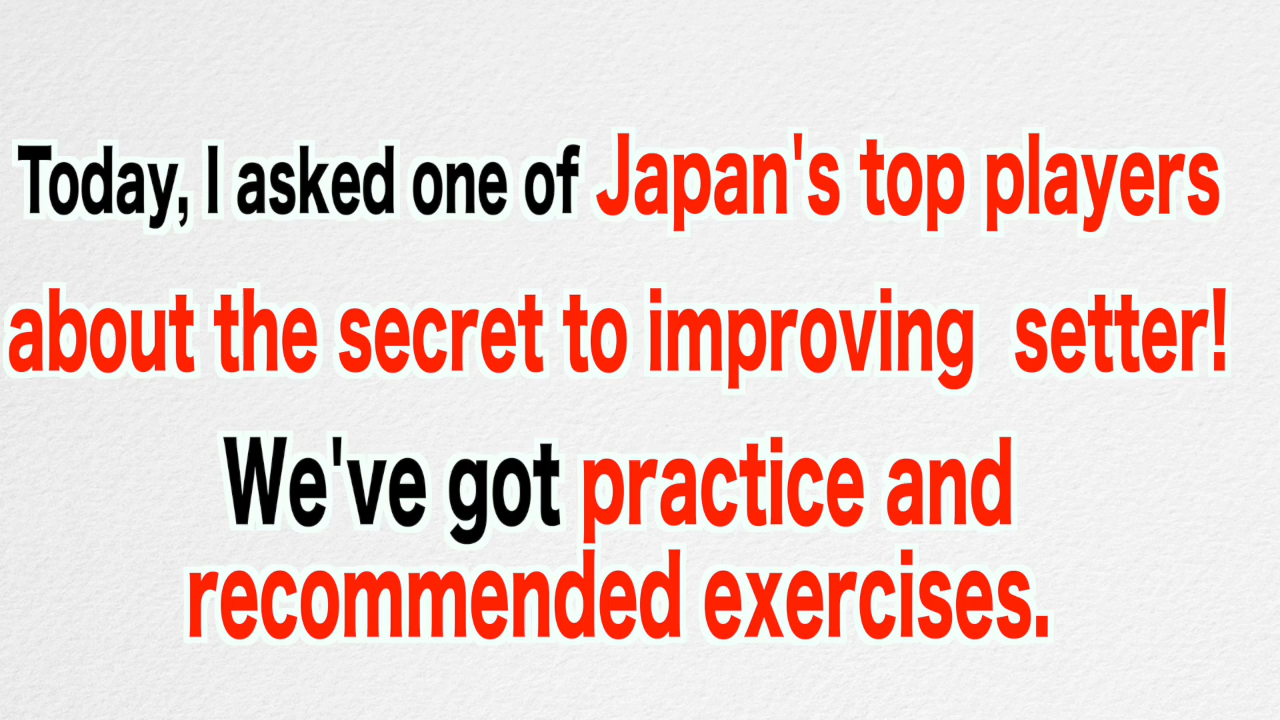 Today, I asked one of Japan's top players
about the secret to improving  setter!
We've got practice and
recommended exercises.